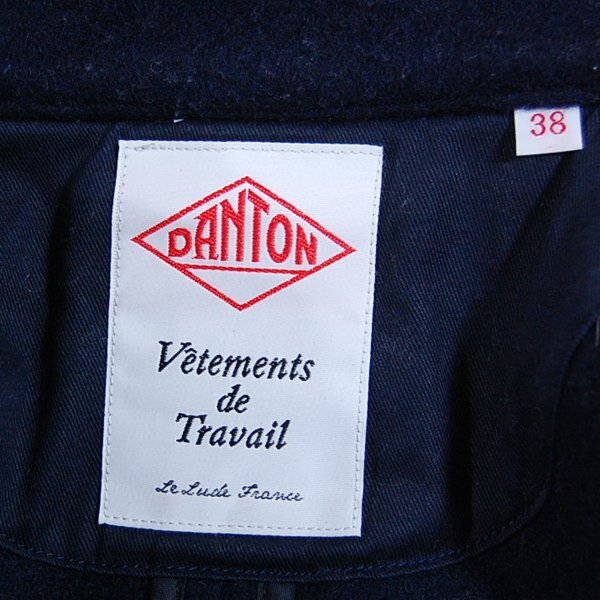 38
DANTON
Vêtements
de
Travail
Le Lude France